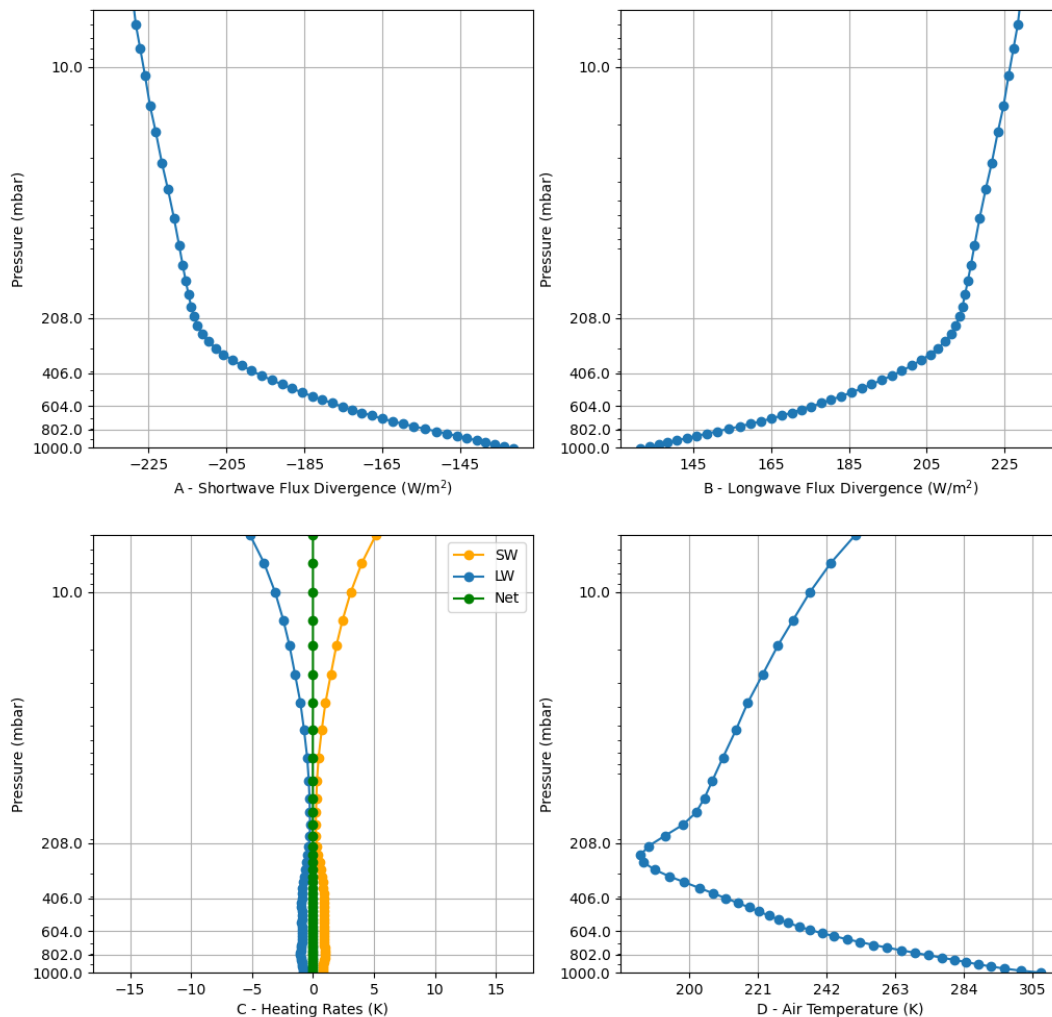 Pressure (mbar)
10.0
208.0
406.0
604.0
802.0
1000.0
−225 −205 −185 −165 −145
A - Shortwave Flux Divergence (W/m²)
Pressure (mbar)
10.0
208.0
406.0
604.0
802.0
1000.0
145 165 185 205 225
B - Longwave Flux Divergence (W/m²)
Pressure (mbar)
10.0
208.0
406.0
604.0
802.0
1000.0
SW
LW
Net
−15 −10 −5 0 5 10 15
C - Heating Rates (K)
Pressure (mbar)
10.0
208.0
406.0
604.0
802.0
1000.0
200 221 242 263 284 305
D - Air Temperature (K)